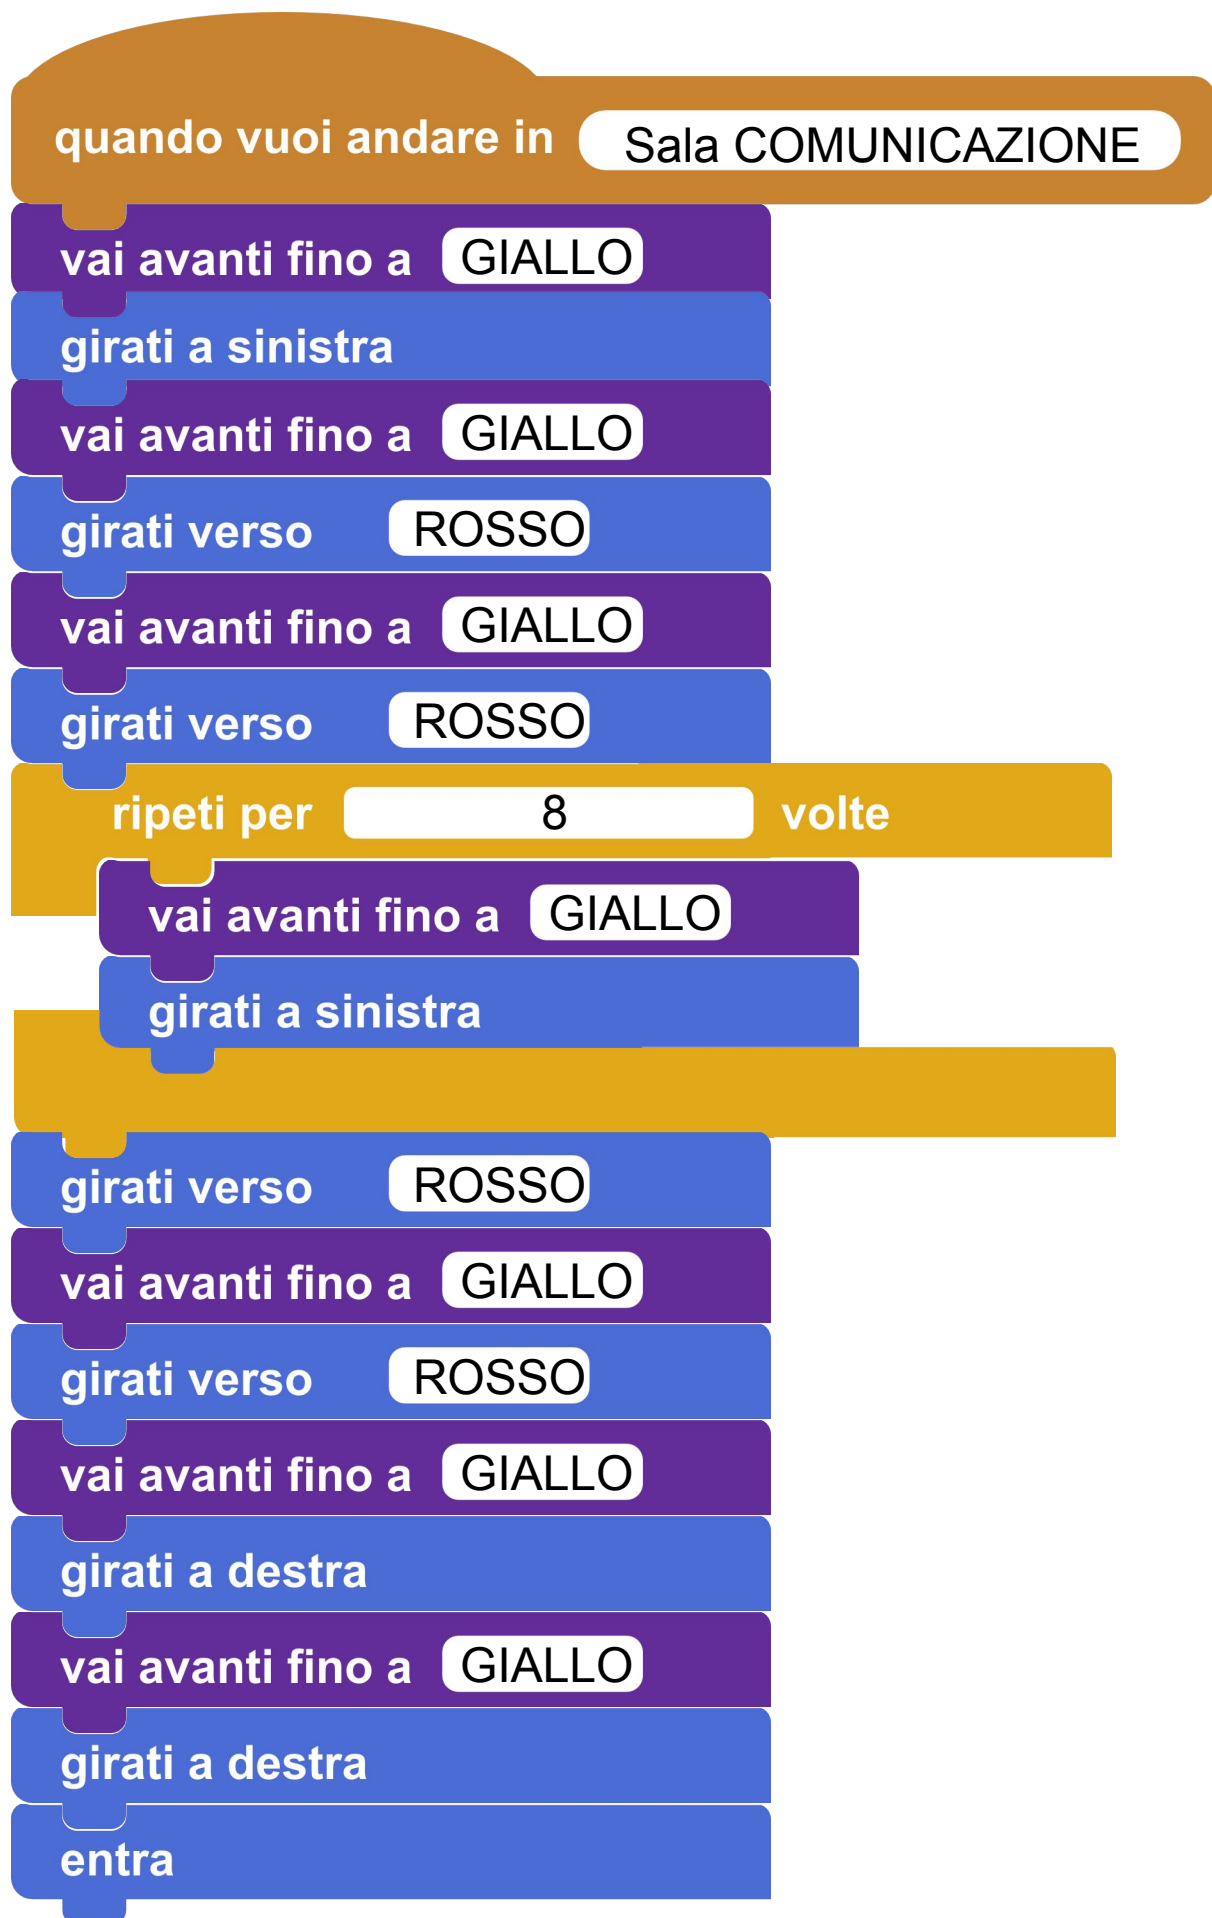 quando vuoi andare in Sala COMUNICAZIONE
vai avanti fino a GIALLO
girati a sinistra
vai avanti fino a GIALLO
girati verso ROSSO
vai avanti fino a GIALLO
girati verso ROSSO
ripeti per 8 volte
vai avanti fino a GIALLO
girati a sinistra
girati verso ROSSO
vai avanti fino a GIALLO
girati verso ROSSO
vai avanti fino a GIALLO
girati a destra
vai avanti fino a GIALLO
girati a destra
entra